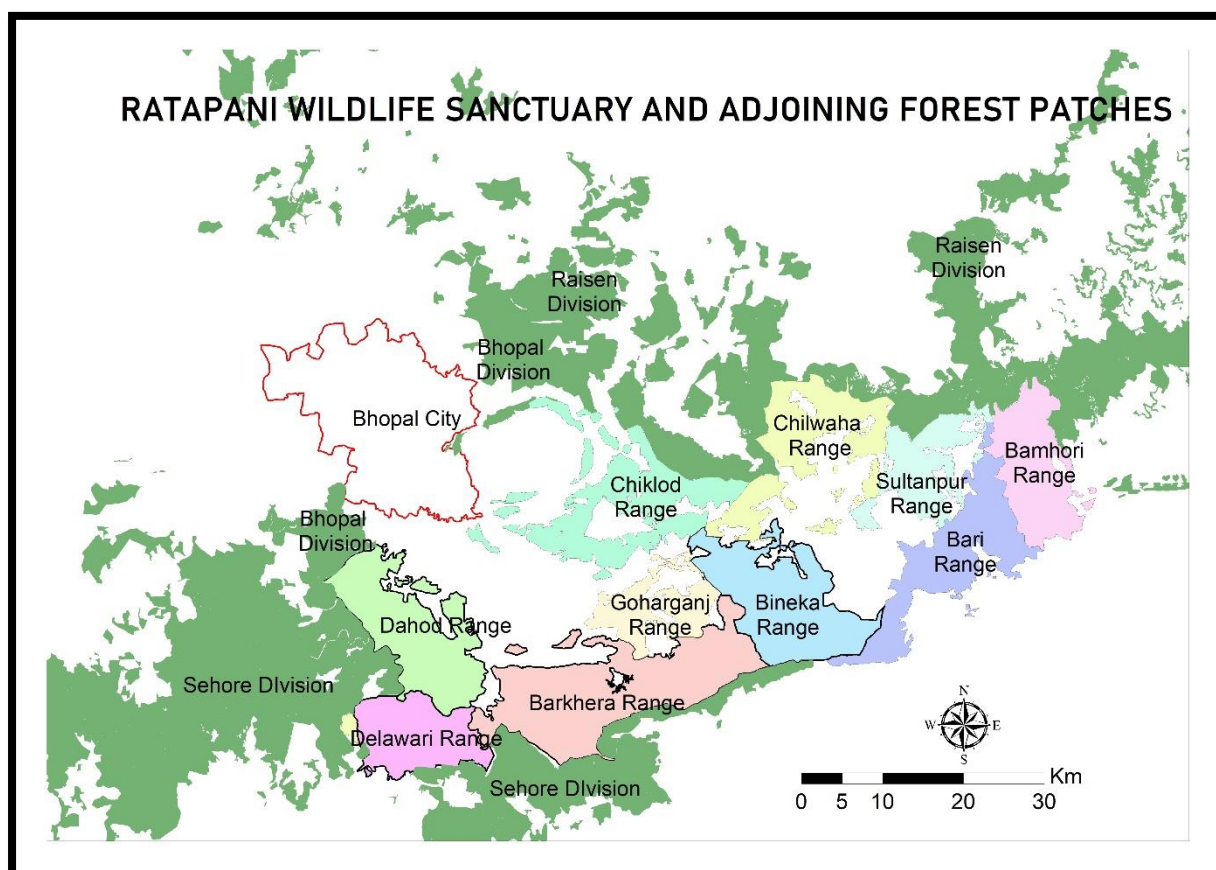 RATAPANI WILDLIFE SANCTUARY AND ADJOINING FOREST PATCHES
Raisen
Division
Raisen
Division
Bhopal
Division
Bhopal City
Chilwaha
Range
Bamhori
Range
Sultanpur
Range
Chiklod
Range
Bhopal
Division
Bari
Range
Goharganj
Range
Bineka
Range
Dahod Range
Sehore DIvision
Barkhera Range
Delawari Range
Sehore DIvision
N
W
E
S
Km
0 5 10 20 30